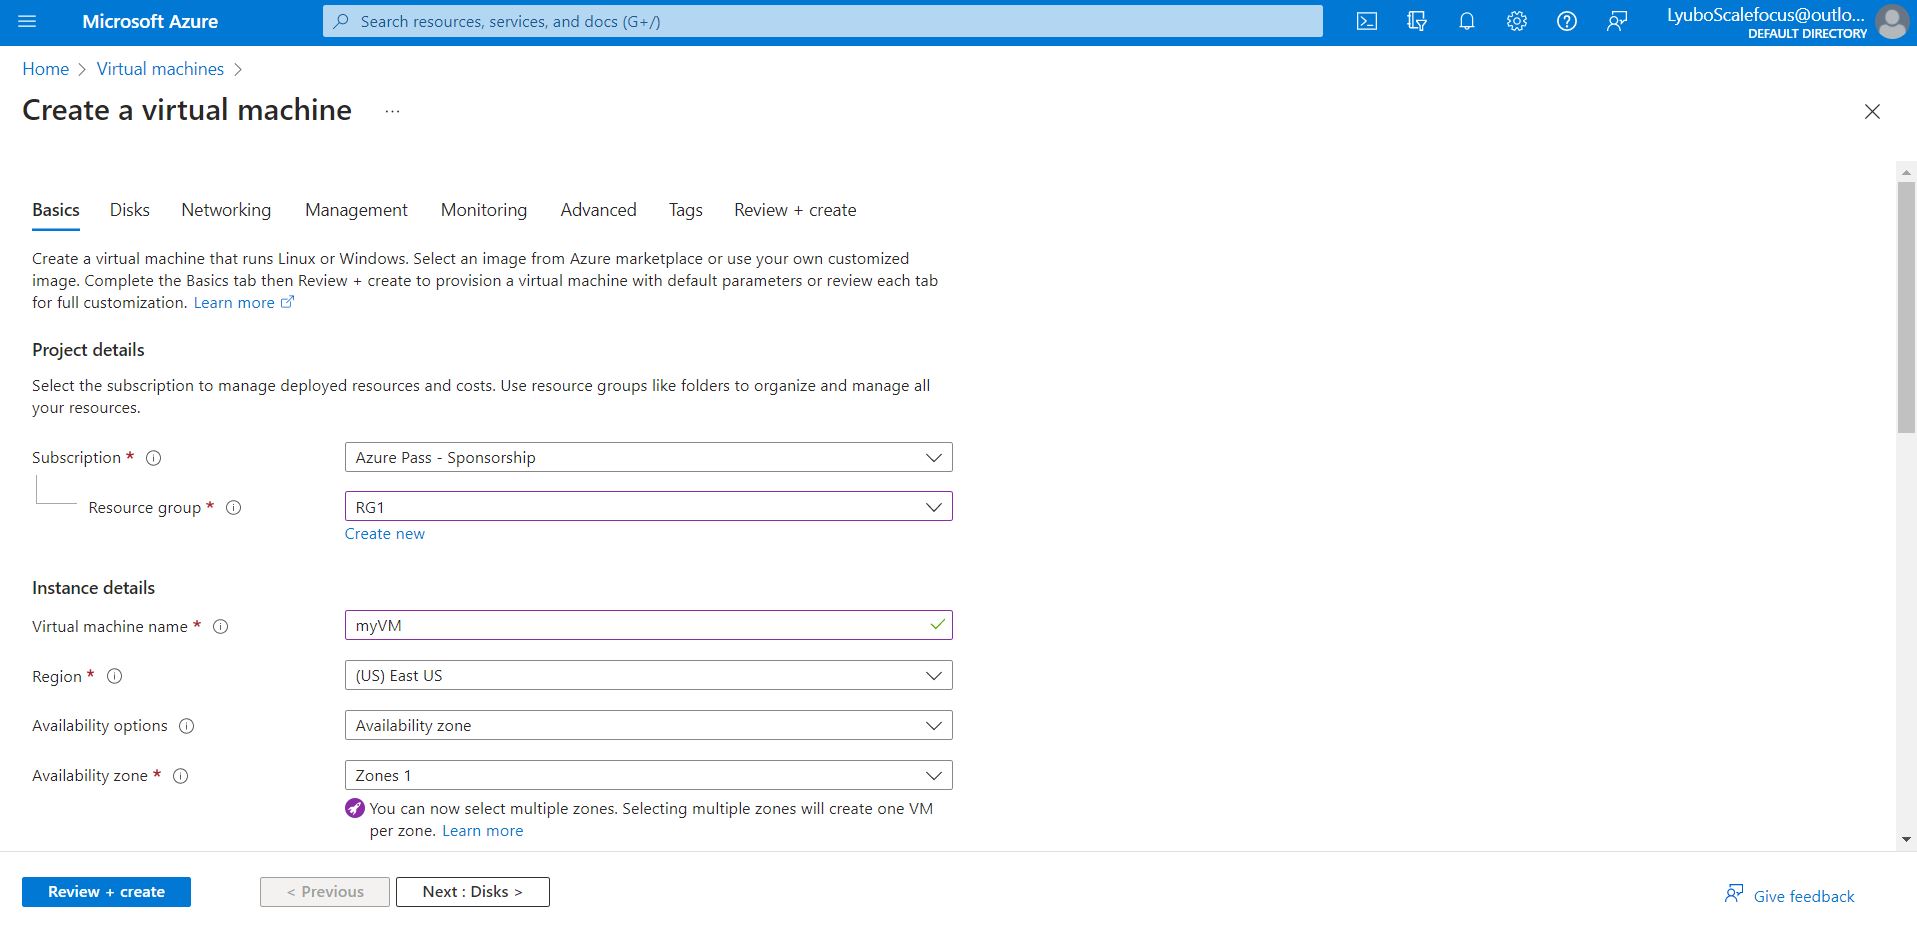 Microsoft Azure
Search resources, services, and docs (G+/)
LyuboScalefocus@outlo...
DEFAULT DIRECTORY
Home > Virtual machines >
Create a virtual machine ...
Basics Disks Networking Management Monitoring Advanced Tags Review + create
Create a virtual machine that runs Linux or Windows. Select an image from Azure marketplace or use your own customized
image. Complete the Basics tab then Review + create to provision a virtual machine with default parameters or review each tab
for full customization. Learn more
Project details
Select the subscription to manage deployed resources and costs. Use resource groups like folders to organize and manage all
your resources.
Subscription * Azure Pass - Sponsorship
Resource group * RG1
Create new
Instance details
Virtual machine name * myVM
Region * (US) East US
Availability options Availability zone
Availability zone * Zones 1
You can now select multiple zones. Selecting multiple zones will create one VM
per zone. Learn more
Review + create < Previous Next : Disks > Give feedback